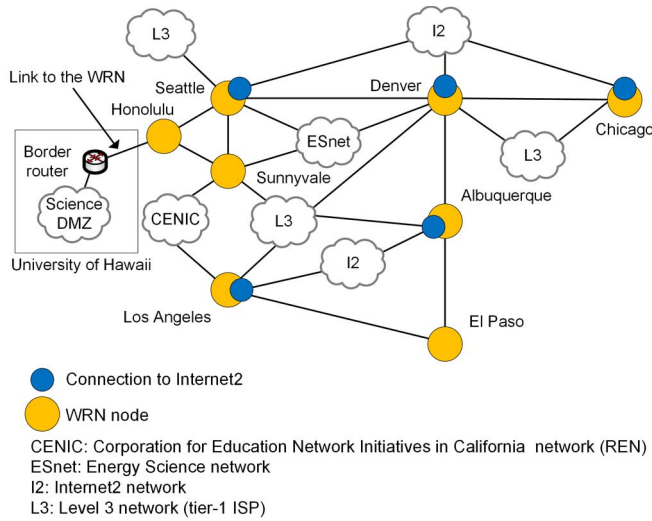 L3
I2
Link to the WRN
Seattle
Denver
Honolulu
Chicago
ESnet
Border
router
L3
Sunnyvale
Albuquerque
Science
DMZ
CENIC
L3
University of Hawaii
I2
Los Angeles
El Paso
Connection to Internet2
WRN node
CENIC: Corporation for Education Network Initiatives in California network (REN)
ESnet: Energy Science network
I2: Internet2 network
L3: Level 3 network (tier-1 ISP)